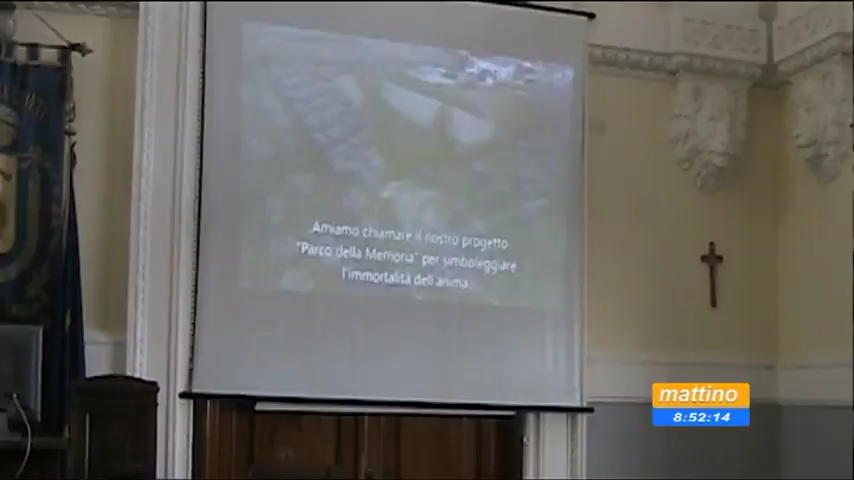 Amiamo chiamare il nostro progetto
"Parco della Memoria" per simboleggiare
l'immortalità dell'anima
mattino
8:52:14